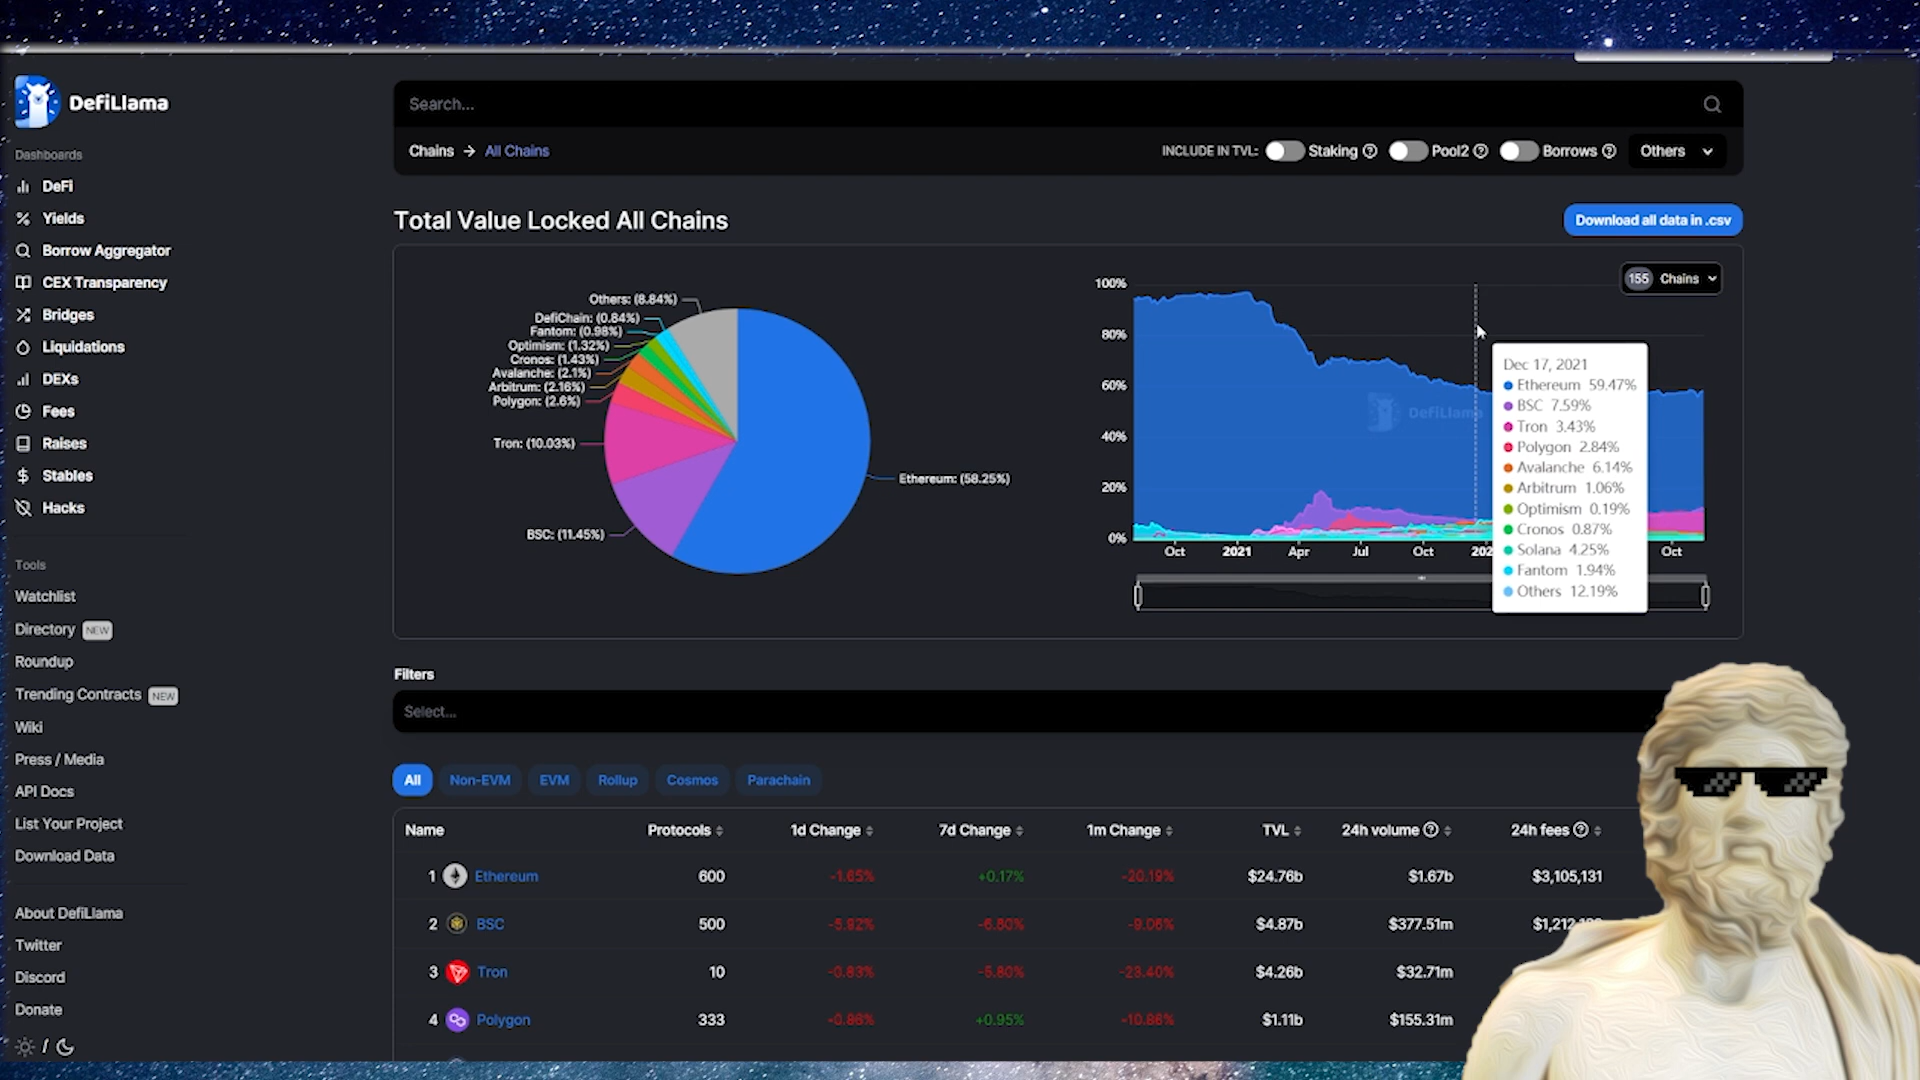 DefiLlama
Search...
Chains → All Chains
INCLUDE IN TVL: Staking Pool2 Borrows Others
Dashboards
DeFi
Yields
Borrow Aggregator
CEX Transparency
Bridges
Liquidations
DEXs
Fees
Raises
Stables
Hacks
Tools
Watchlist
Directory NEW
Roundup
Trending Contracts NEW
Wiki
Press / Media
API Docs
List Your Project
Download Data
About DefiLlama
Twitter
Discord
Donate
/
Total Value Locked All Chains
Download all data in .csv
Others: (8.84%)
DefiChain: (0.84%)
Fantom: (0.98%)
Optimism: (1.32%)
Cronos: (1.43%)
Avalanche: (2.1%)
Arbitrum: (2.16%)
Polygon: (2.6%)
Tron: (10.03%)
BSC: (11.45%)
Ethereum: (58.25%)
155 Chains
100%
80%
60%
40%
20%
0%
DefiLlama
Oct 2021 Apr Jul Oct 202 Oct
Dec 17, 2021
Ethereum 59.47%
BSC 7.59%
Tron 3.43%
Polygon 2.84%
Avalanche 6.14%
Arbitrum 1.06%
Optimism 0.19%
Cronos 0.87%
Solana 4.25%
Fantom 1.94%
Others 12.19%
Filters
Select...
All Non-EVM EVM Rollup Cosmos Parachain
Name Protocols 1d Change 7d Change 1m Change TVL 24h volume 24h fees
1 Ethereum 600 -1.65% +0.17% -20.19% $24.76b $1.67b $3,105,131
2 BSC 500 -5.92% -6.80% -9.06% $4.87b $377.51m $1,212
3 Tron 10 -0.83% -5.80% -23.40% $4.26b $32.71m
4 Polygon 333 -0.86% +0.95% -10.86% $1.11b $155.31m